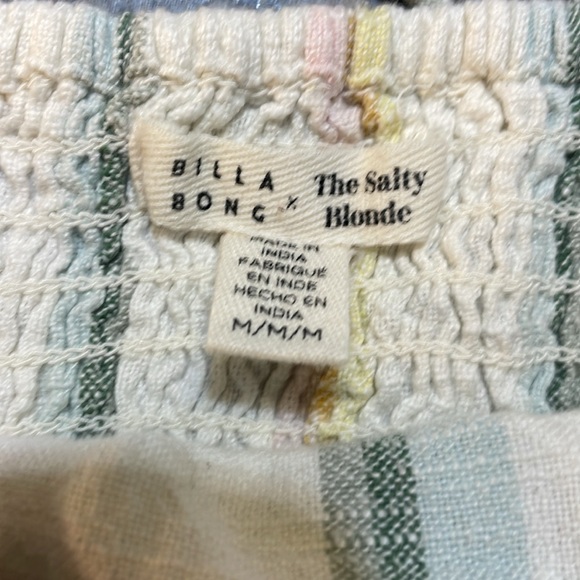 BILLA
BONG × The Salty
Blonde
MADE IN
INDIA
FABRIQUÉ
EN INDE
HECHO EN
INDIA
M/M/M